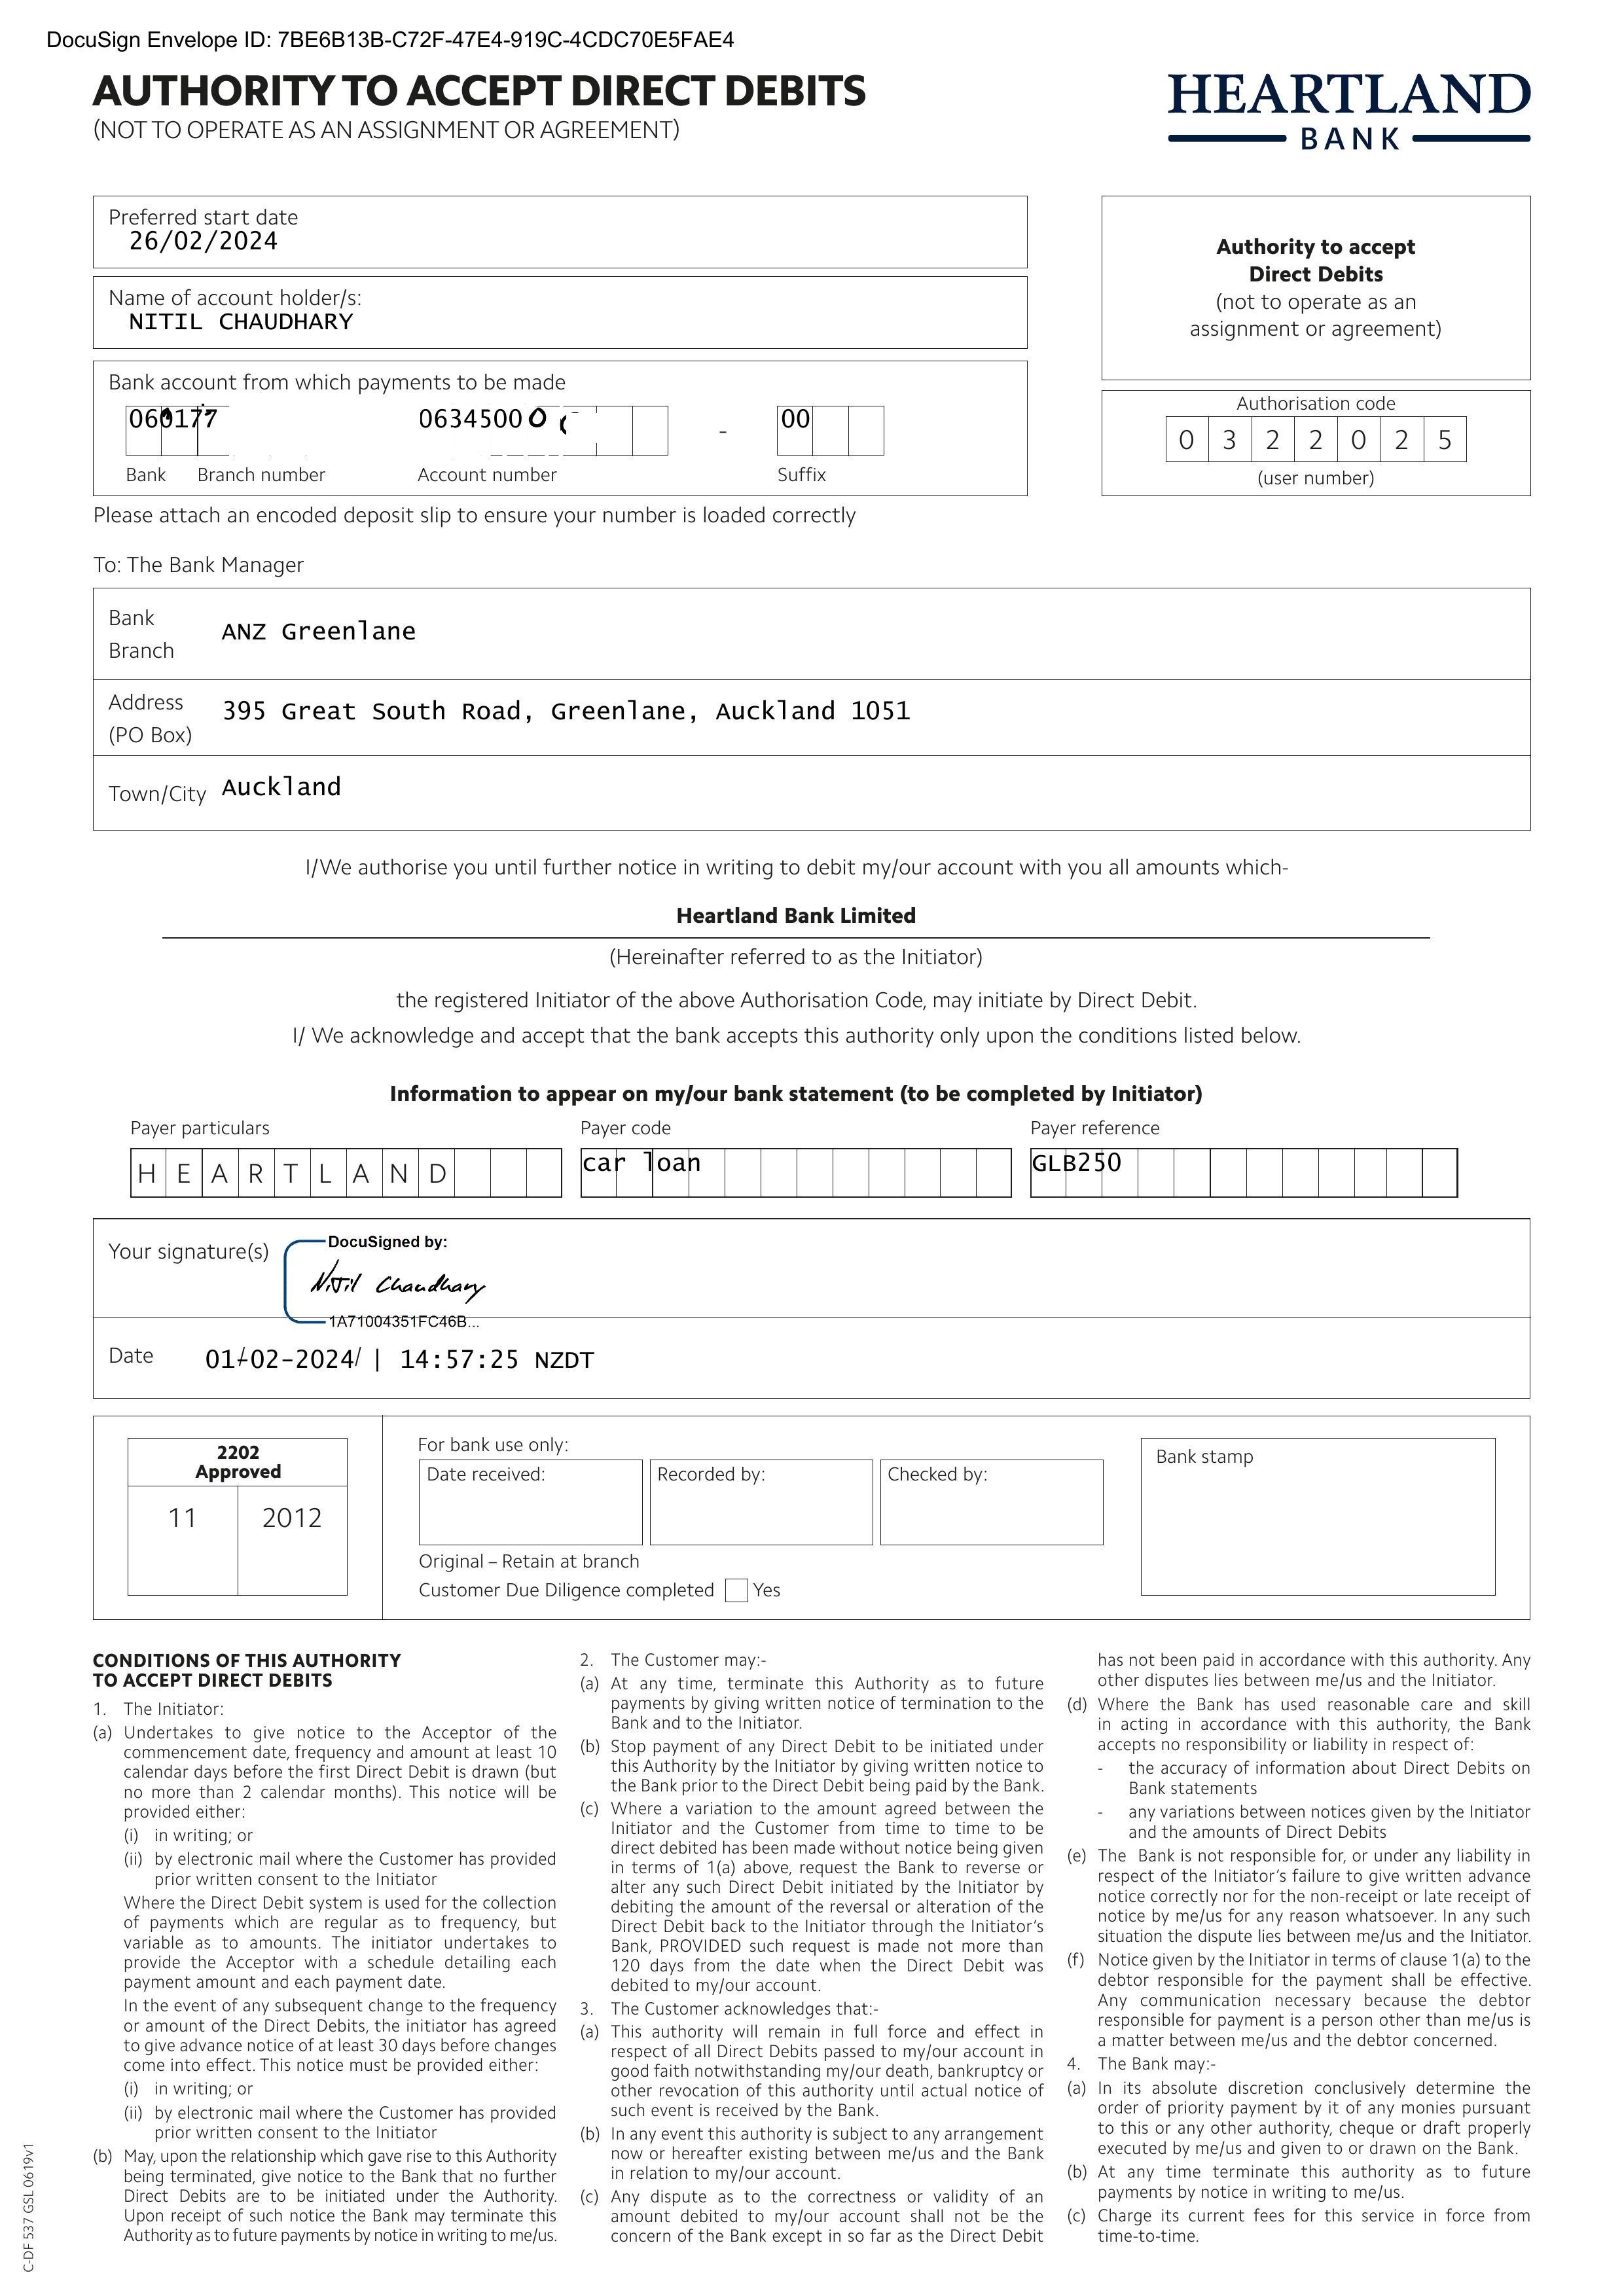 DocuSign Envelope ID: 7BE6B13B-C72F-47E4-919C-4CDC70E5FAE4
AUTHORITY TO ACCEPT DIRECT DEBITS
(NOT TO OPERATE AS AN ASSIGNMENT OR AGREEMENT)
HEARTLAND
BANK
Preferred start date
26/02/2024
Name of account holder/s:
NITIL CHAUDHARY
Bank account from which payments to be made
060177 0634500 - 00
Bank Branch number Account number Suffix
Authority to accept
Direct Debits
(not to operate as an
assignment or agreement)
Authorisation code
0 3 2 2 0 2 5
(user number)
Please attach an encoded deposit slip to ensure your number is loaded correctly
To: The Bank Manager
Bank
Branch
ANZ Greenlane
Address
(PO Box)
395 Great South Road, Greenlane, Auckland 1051
Town/City Auckland
I/We authorise you until further notice in writing to debit my/our account with you all amounts which-
Heartland Bank Limited
(Hereinafter referred to as the Initiator)
the registered Initiator of the above Authorisation Code, may initiate by Direct Debit.
I/ We acknowledge and accept that the bank accepts this authority only upon the conditions listed below.
Information to appear on my/our bank statement (to be completed by Initiator)
Payer particulars Payer code Payer reference
H E A R T L A N D car loan GLB250
Your signature(s)
DocuSigned by:
Nitil Chaudhary
1A71004351FC46B...
Date 01-02-2024 | 14:57:25 NZDT
2202
Approved
11 2012
For bank use only:
Date received: Recorded by: Checked by:
Original – Retain at branch
Customer Due Diligence completed Yes
Bank stamp
CONDITIONS OF THIS AUTHORITY
TO ACCEPT DIRECT DEBITS
1. The Initiator:
(a) Undertakes to give notice to the Acceptor of the
commencement date, frequency and amount at least 10
calendar days before the first Direct Debit is drawn (but
no more than 2 calendar months). This notice will be
provided either:
(i) in writing; or
(ii) by electronic mail where the Customer has provided
prior written consent to the Initiator
Where the Direct Debit system is used for the collection
of payments which are regular as to frequency, but
variable as to amounts. The initiator undertakes to
provide the Acceptor with a schedule detailing each
payment amount and each payment date.
In the event of any subsequent change to the frequency
or amount of the Direct Debits, the initiator has agreed
to give advance notice of at least 30 days before changes
come into effect. This notice must be provided either:
(i) in writing; or
(ii) by electronic mail where the Customer has provided
prior written consent to the Initiator
(b) May, upon the relationship which gave rise to this Authority
being terminated, give notice to the Bank that no further
Direct Debits are to be initiated under the Authority.
Upon receipt of such notice the Bank may terminate this
Authority as to future payments by notice in writing to me/us.
2. The Customer may:-
(a) At any time, terminate this Authority as to future
payments by giving written notice of termination to the
Bank and to the Initiator.
(b) Stop payment of any Direct Debit to be initiated under
this Authority by the Initiator by giving written notice to
the Bank prior to the Direct Debit being paid by the Bank.
(c) Where a variation to the amount agreed between the
Initiator and the Customer from time to time to be
direct debited has been made without notice being given
in terms of 1(a) above, request the Bank to reverse or
alter any such Direct Debit initiated by the Initiator by
debiting the amount of the reversal or alteration of the
Direct Debit back to the Initiator through the Initiator's
Bank, PROVIDED such request is made not more than
120 days from the date when the Direct Debit was
debited to my/our account.
3. The Customer acknowledges that:-
(a) This authority will remain in full force and effect in
respect of all Direct Debits passed to my/our account in
good faith notwithstanding my/our death, bankruptcy or
other revocation of this authority until actual notice of
such event is received by the Bank.
(b) In any event this authority is subject to any arrangement
now or hereafter existing between me/us and the Bank
in relation to my/our account.
(c) Any dispute as to the correctness or validity of an
amount debited to my/our account shall not be the
concern of the Bank except in so far as the Direct Debit
has not been paid in accordance with this authority. Any
other disputes lies between me/us and the Initiator.
(d) Where the Bank has used reasonable care and skill
in acting in accordance with this authority, the Bank
accepts no responsibility or liability in respect of:
- the accuracy of information about Direct Debits on
Bank statements
- any variations between notices given by the Initiator
and the amounts of Direct Debits
(e) The Bank is not responsible for, or under any liability in
respect of the Initiator's failure to give written advance
notice correctly nor for the non-receipt or late receipt of
notice by me/us for any reason whatsoever. In any such
situation the dispute lies between me/us and the Initiator.
(f) Notice given by the Initiator in terms of clause 1(a) to the
debtor responsible for the payment shall be effective.
Any communication necessary because the debtor
responsible for payment is a person other than me/us is
a matter between me/us and the debtor concerned.
4. The Bank may:-
(a) In its absolute discretion conclusively determine the
order of priority payment by it of any monies pursuant
to this or any other authority, cheque or draft properly
executed by me/us and given to or drawn on the Bank.
(b) At any time terminate this authority as to future
payments by notice in writing to me/us.
(c) Charge its current fees for this service in force from
time-to-time.
C-DF 537 GSL 0619v1